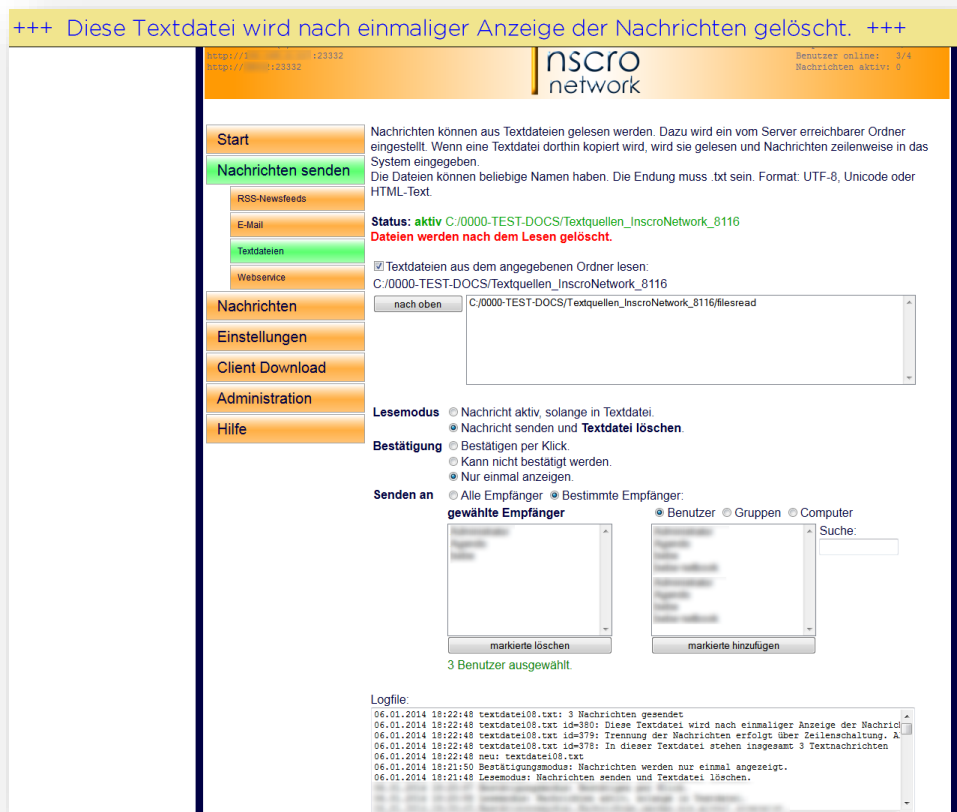 +++ Diese Textdatei wird nach einmaliger Anzeige der Nachrichten gelöscht. +++
:23332
:23332
nscro
network
Benutzer online: 3/4
Nachrichten aktiv: 0
Start
Nachrichten senden
RSS-Newsfeeds
E-Mail
Textdateien
Webservice
Nachrichten
Einstellungen
Client Download
Administration
Hilfe
Nachrichten können aus Textdateien gelesen werden. Dazu wird ein vom Server erreichbarer Ordner
eingestellt. Wenn eine Textdatei dorthin kopiert wird, wird sie gelesen und Nachrichten zeilenweise in das
System eingegeben.
Die Dateien können beliebige Namen haben. Die Endung muss .txt sein. Format: UTF-8, Unicode oder
HTML-Text.
Status: aktiv C:/0000-TEST-DOCS/Textquellen_InscroNetwork_8116
Dateien werden nach dem Lesen gelöscht.
Textdateien aus dem angegebenen Ordner lesen:
C:/0000-TEST-DOCS/Textquellen_InscroNetwork_8116
nach oben
C:/0000-TEST-DOCS/Textquellen_InscroNetwork_8116/filesread
Lesemodus Nachricht aktiv, solange in Textdatei.
Nachricht senden und Textdatei löschen.
Bestätigung Bestätigen per Klick.
Kann nicht bestätigt werden.
Nur einmal anzeigen.
Senden an Alle Empfänger Bestimmte Empfänger:
gewählte Empfänger Benutzer Gruppen Computer
Suche:
markierte löschen markierte hinzufügen
3 Benutzer ausgewählt.
Logfile:
06.01.2014 18:22:48 textdatei08.txt: 3 Nachrichten gesendet
06.01.2014 18:22:48 textdatei08.txt id=380: Diese Textdatei wird nach einmaliger Anzeige der Nachric
06.01.2014 18:22:48 textdatei08.txt id=379: Trennung der Nachrichten erfolgt über Zeilenschaltung. A
06.01.2014 18:22:48 textdatei08.txt id=378: In dieser Textdatei stehen insgesamt 3 Textnachrichten
06.01.2014 18:22:48 neu: textdatei08.txt
06.01.2014 18:21:50 Bestätigungsmodus: Nachrichten werden nur einmal angezeigt.
06.01.2014 18:21:48 Lesemodus: Nachrichten senden und Textdatei löschen.